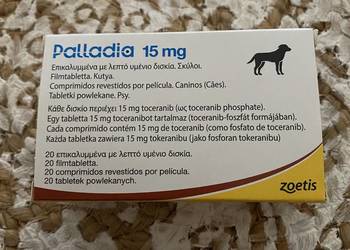 Palladia 15 mg
Επικαλυμμένα με λεπτό υμένιο δισκία. Σκύλοι.
Filmtabletta. Kutya.
Comprimidos revestidos por película. Caninos (Cães).
Tabletki powlekane. Psy.
Κάθε δισκίο περιέχει 15 mg toceranib (ως toceranib phosphate).
Egy tabletta 15 mg toceranibot tartalmaz (toceranib-foszfát formájában).
Cada comprimido contém 15 mg de toceranib (como fosfato de toceranib).
Każda tabletka zawiera 15 mg tokeranibu (jako fosforan tokeranibu)
20 επικαλυμμένα με λεπτό υμένιο δισκία.
20 filmtabletta.
20 comprimidos revestidos por película.
20 tabletek powlekanych.
zoetis